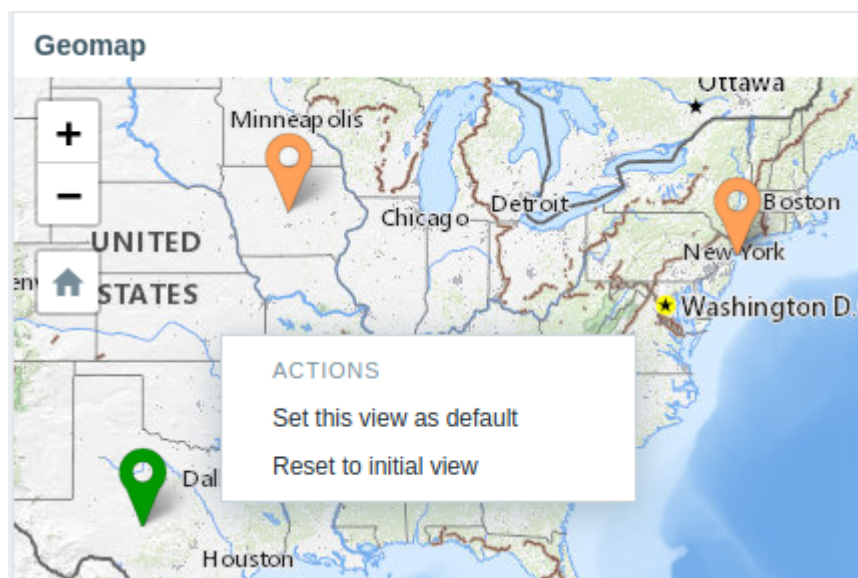 Geomap
Ottawa
+
Minneapolis
−
Boston
Chicago
Detroit
UNITED
New York
STATES
Washington D.
ACTIONS
Set this view as default
Reset to initial view
Dal
Houston